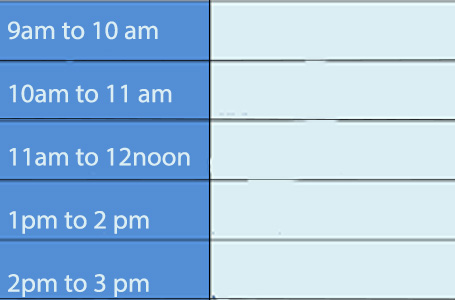 9am to 10 am
10am to 11 am
11am to 12noon
1pm to 2 pm
2pm to 3 pm